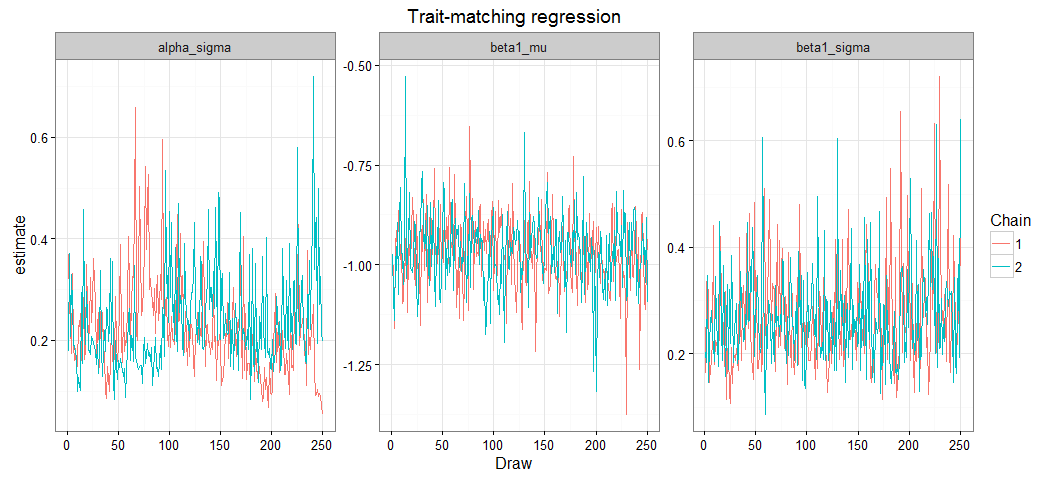 Trait-matching regression
alpha_sigma
beta1_mu
beta1_sigma
estimate
0.6
0.4
0.2
-0.50
-0.75
-1.00
-1.25
0.6
0.4
0.2
0 50 100 150 200 250
0 50 100 150 200 250
0 50 100 150 200 250
Draw
Chain
1
2